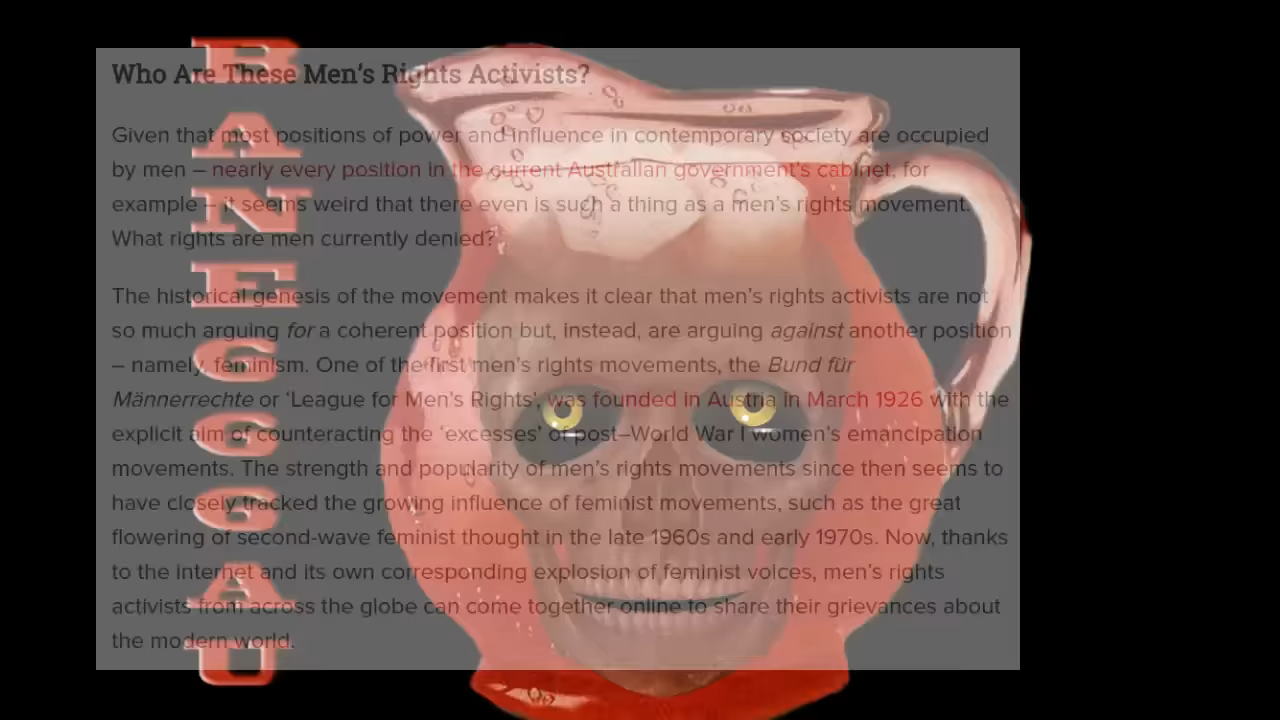 BANE666AU
Who Are These Men's Rights Activists?
Given that most positions of power and influence in contemporary society are occupied
by men – nearly every position in the current Australian government's cabinet, for
example – it seems weird that there even is such a thing as a men's rights movement.
What rights are men currently denied?
The historical genesis of the movement makes it clear that men's rights activists are not
so much arguing for a coherent position but, instead, are arguing against another position
– namely, feminism. One of the first men's rights movements, the Bund für
Männerrechte or 'League for Men's Rights', was founded in Austria in March 1926 with the
explicit aim of counteracting the 'excesses' of post–World War I women's emancipation
movements. The strength and popularity of men's rights movements since then seems to
have closely tracked the growing influence of feminist movements, such as the great
flowering of second-wave feminist thought in the late 1960s and early 1970s. Now, thanks
to the internet and its own corresponding explosion of feminist voices, men's rights
activists from across the globe can come together online to share their grievances about
the modern world.